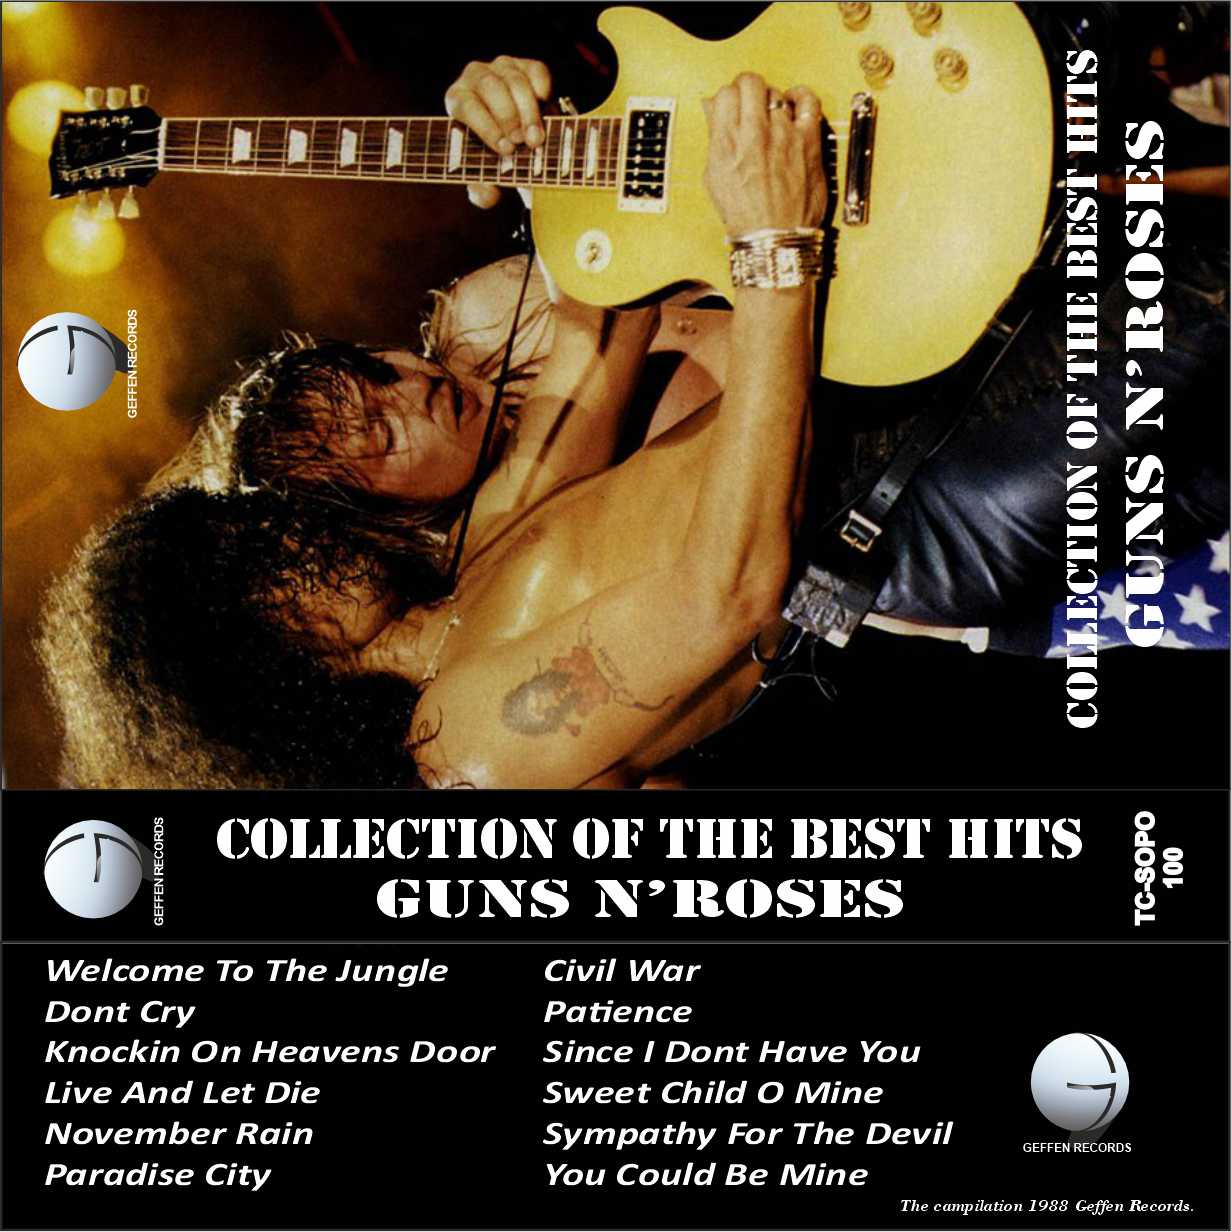 COLLECTION OF THE BEST HITS
GUNS N'ROSES
GEFFEN RECORDS
GEFFEN RECORDS
COLLECTION OF THE BEST HITS
GUNS N'ROSES
TC-SOPO
100
Welcome To The Jungle
Dont Cry
Knockin On Heavens Door
Live And Let Die
November Rain
Paradise City
Civil War
Patience
Since I Dont Have You
Sweet Child O Mine
Sympathy For The Devil
You Could Be Mine
GEFFEN RECORDS
The campilation 1988 Geffen Records.